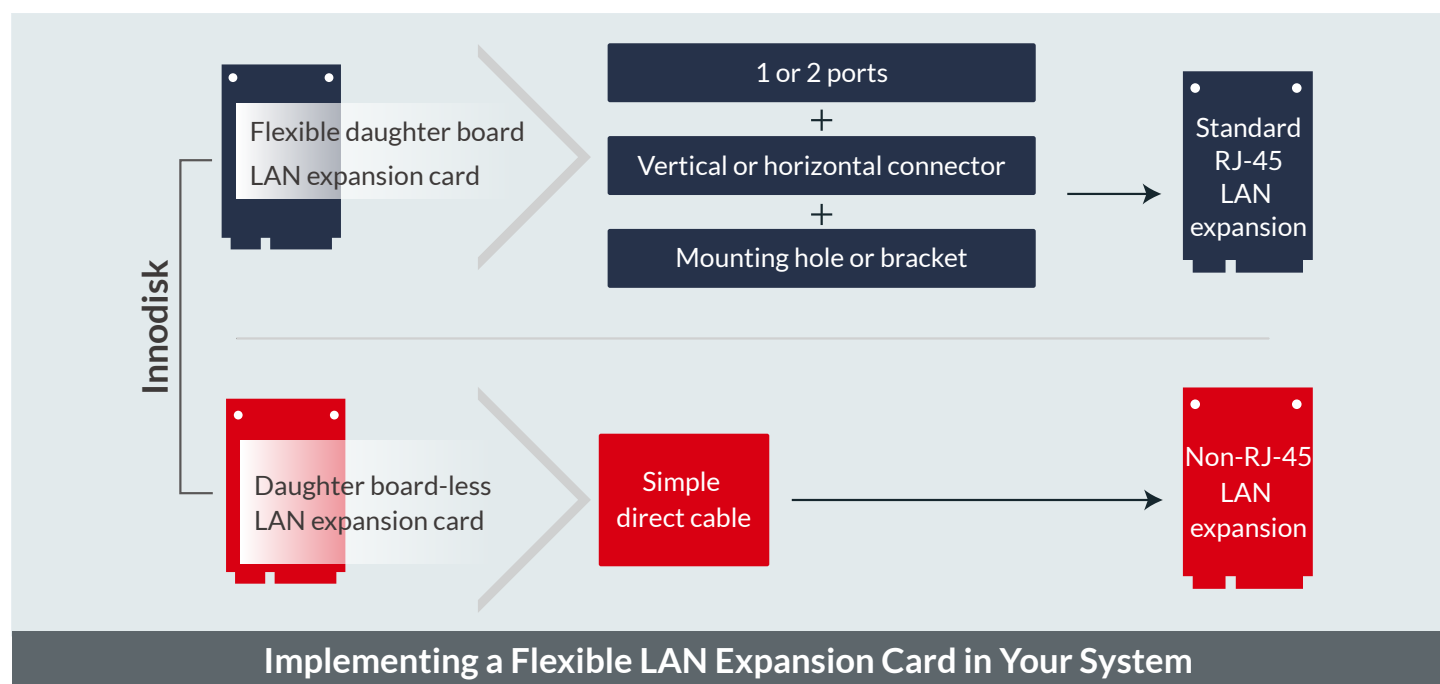 Innodisk
Flexible daughter board
LAN expansion card
1 or 2 ports
+
Vertical or horizontal connector
+
Mounting hole or bracket
Standard
RJ-45
LAN
expansion
Daughter board-less
LAN expansion card
Simple
direct cable
Non-RJ-45
LAN
expansion
Implementing a Flexible LAN Expansion Card in Your System